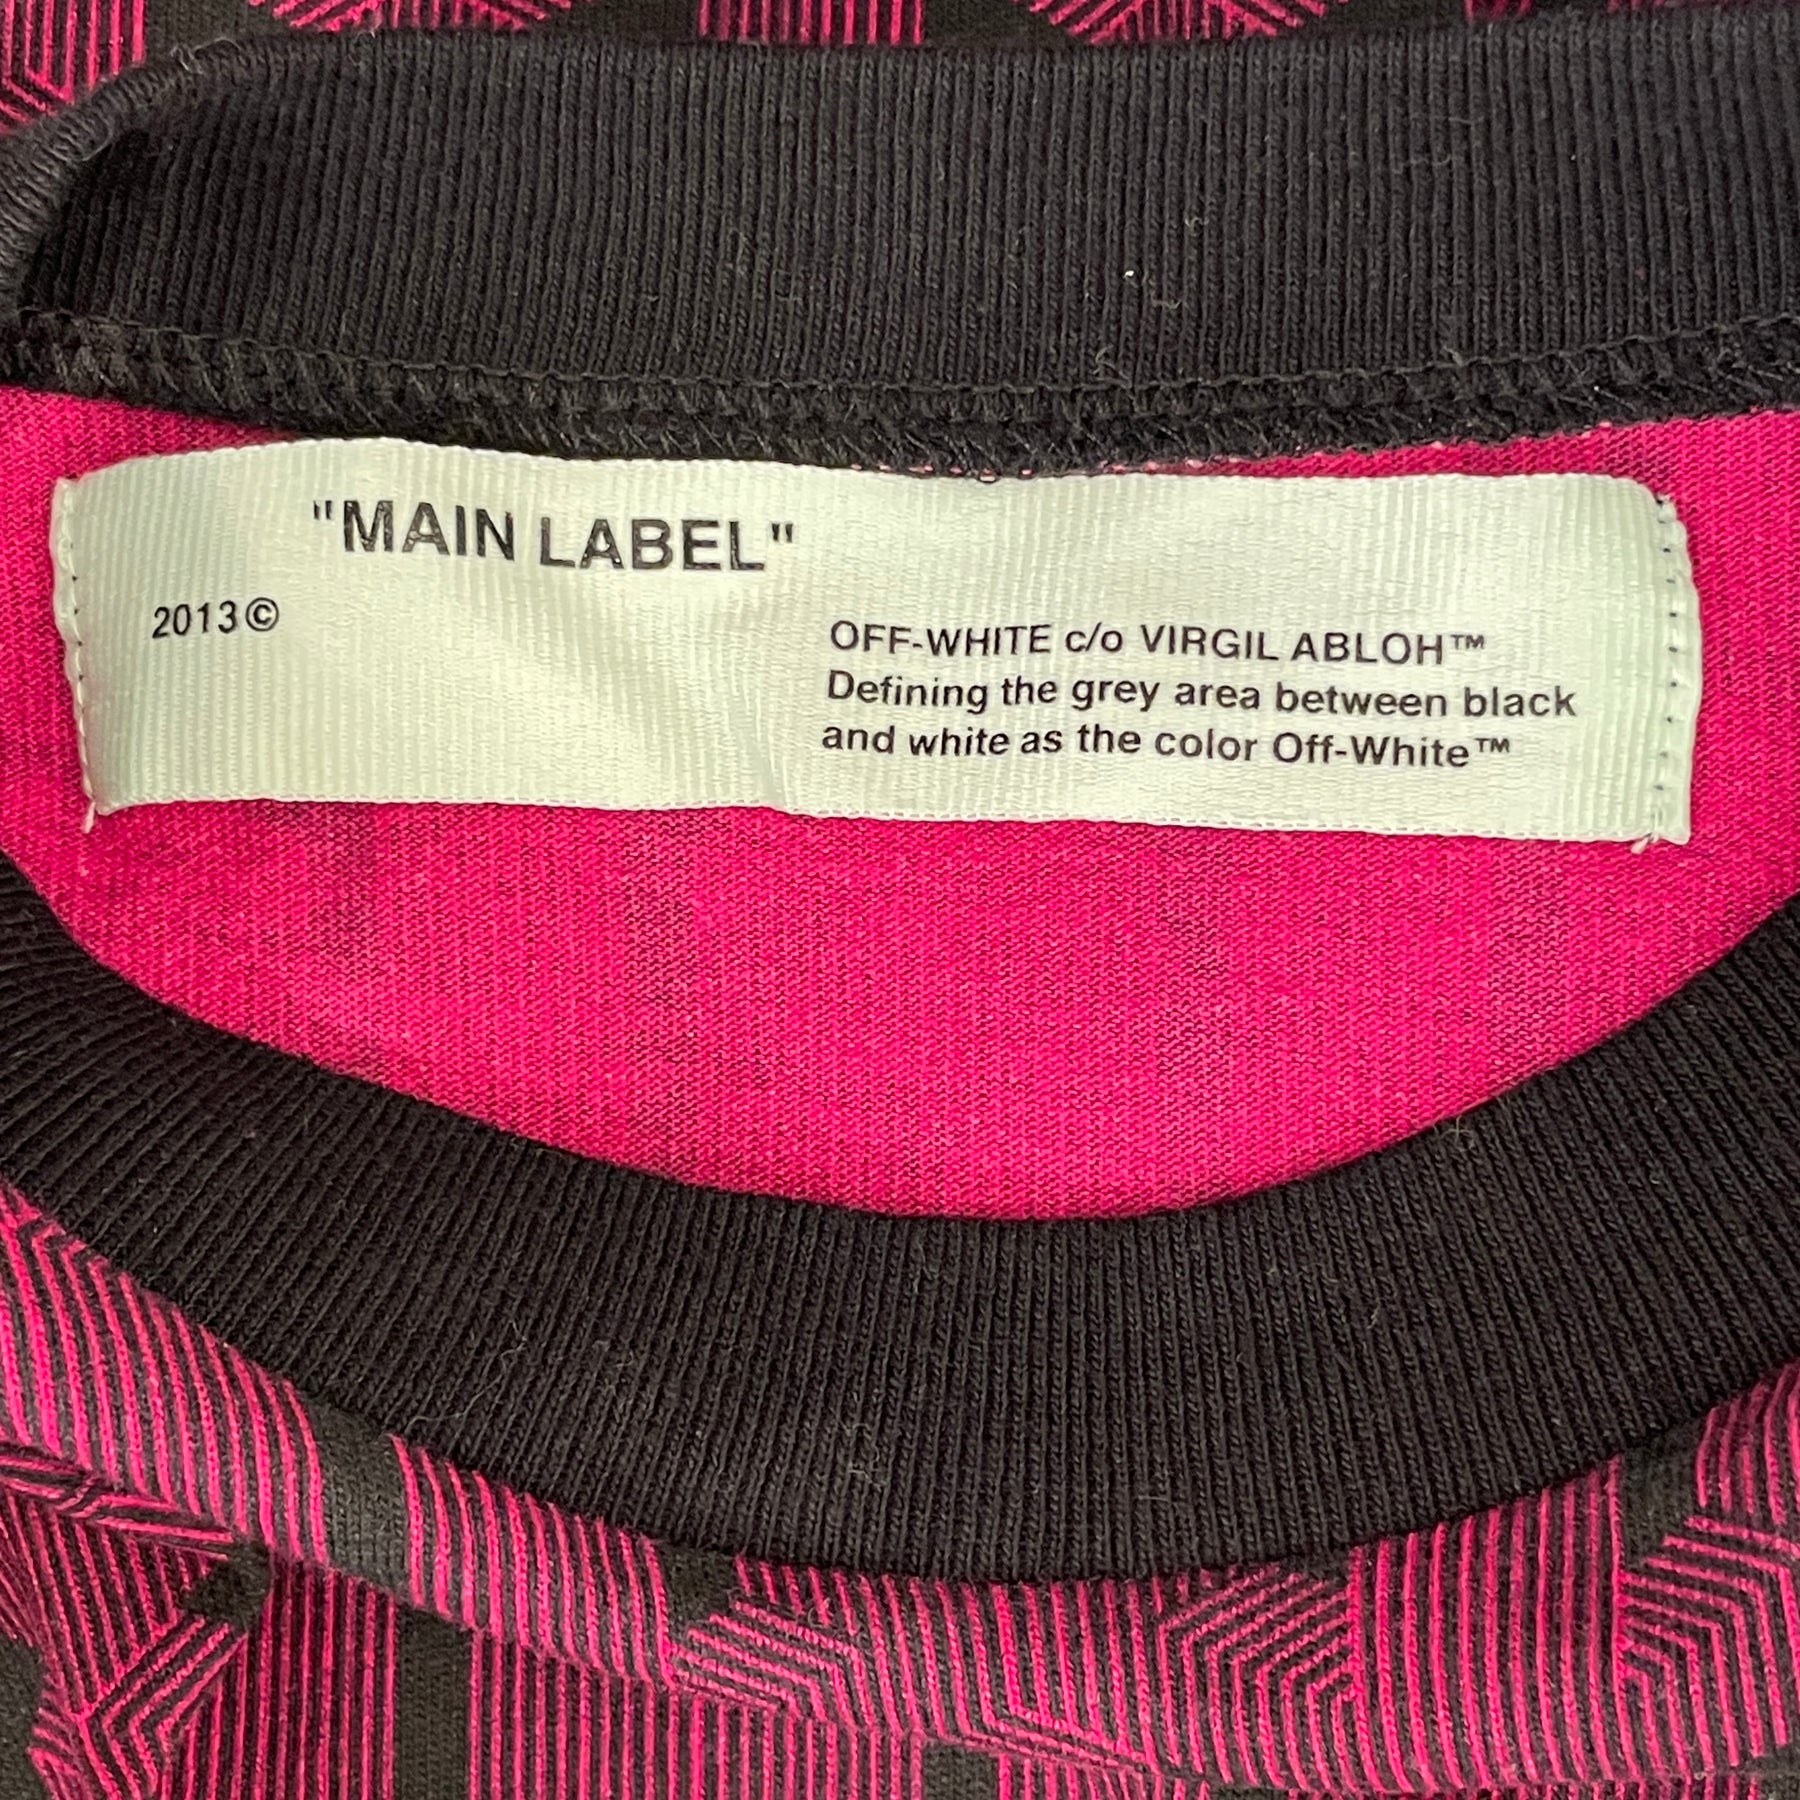 "MAIN LABEL"
2013©
OFF-WHITE c/o VIRGIL ABLOH™
Defining the grey area between black
and white as the color Off-White™